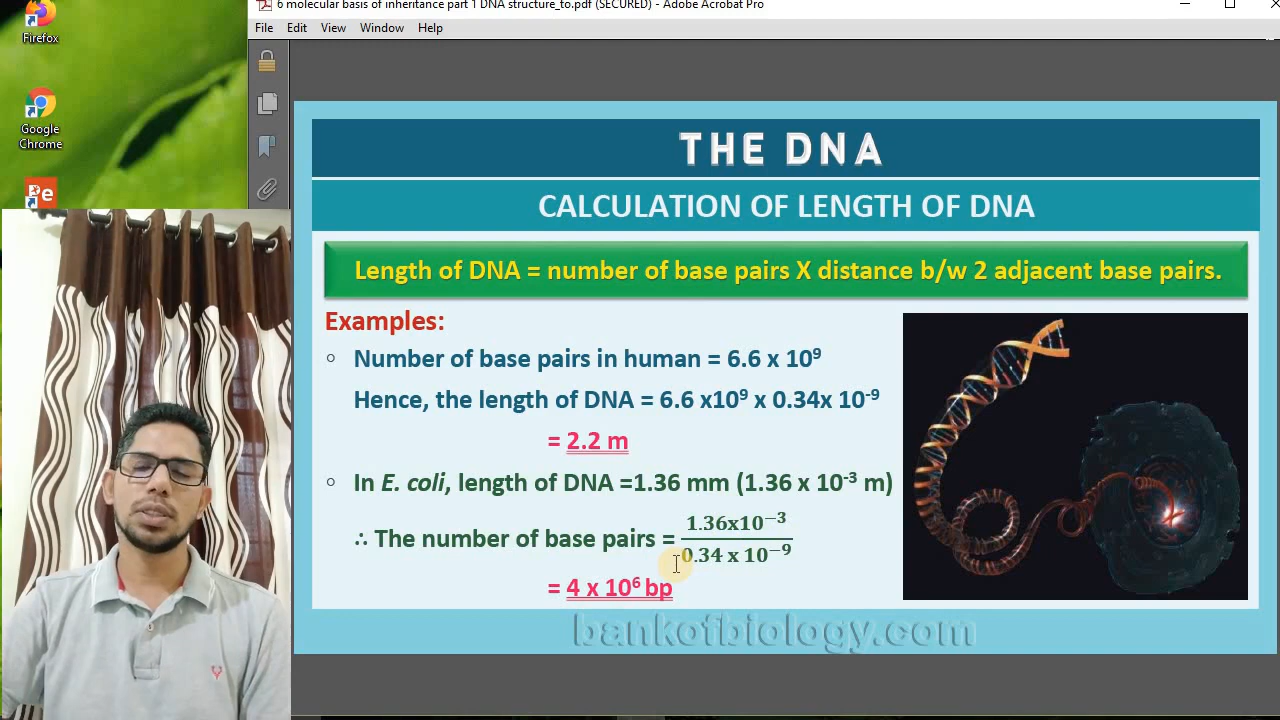 6 molecular basis of inheritance part 1 DNA structure_to.pdf (SECURED) - Adobe Acrobat Pro
File Edit View Window Help
Firefox
Google
Chrome
THE DNA
CALCULATION OF LENGTH OF DNA
Length of DNA = number of base pairs X distance b/w 2 adjacent base pairs.
Examples:
◦ Number of base pairs in human = 6.6 x 10⁹
Hence, the length of DNA = 6.6 x10⁹ x 0.34x 10⁻⁹
= 2.2 m
◦ In E. coli, length of DNA =1.36 mm (1.36 x 10⁻³ m)
∴ The number of base pairs = 1.36x10⁻³
0.34 x 10⁻⁹
= 4 x 10⁶ bp
bankofbiology.com